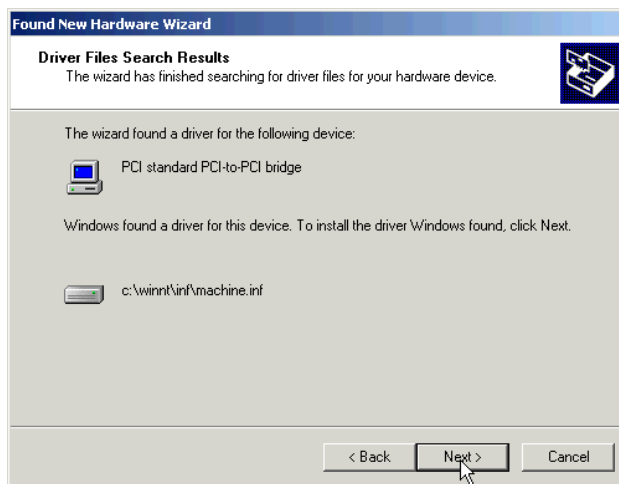 Found New Hardware Wizard
Driver Files Search Results
The wizard has finished searching for driver files for your hardware device.
The wizard found a driver for the following device:
PCI standard PCI-to-PCI bridge
Windows found a driver for this device. To install the driver Windows found, click Next.
c:\winnt\inf\machine.inf
< Back Next > Cancel